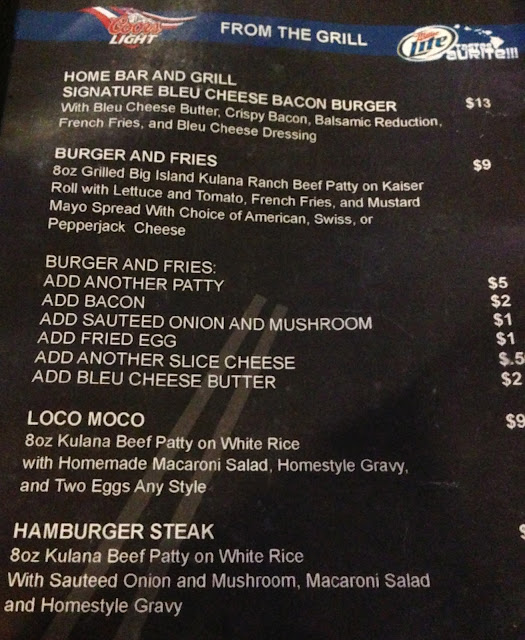 Coors
LIGHT
FROM THE GRILL
Miller
Lite
TASTES
AURITE!!!
HOME BAR AND GRILL
SIGNATURE BLEU CHEESE BACON BURGER $13
With Bleu Cheese Butter, Crispy Bacon, Balsamic Reduction,
French Fries, and Bleu Cheese Dressing
BURGER AND FRIES $9
8oz Grilled Big Island Kulana Ranch Beef Patty on Kaiser
Roll with Lettuce and Tomato, French Fries, and Mustard
Mayo Spread With Choice of American, Swiss, or
Pepperjack Cheese
BURGER AND FRIES:
ADD ANOTHER PATTY $5
ADD BACON $2
ADD SAUTEED ONION AND MUSHROOM $1
ADD FRIED EGG $1
ADD ANOTHER SLICE CHEESE $.5
ADD BLEU CHEESE BUTTER $2
LOCO MOCO $9
8oz Kulana Beef Patty on White Rice
with Homemade Macaroni Salad, Homestyle Gravy,
and Two Eggs Any Style
HAMBURGER STEAK $
8oz Kulana Beef Patty on White Rice
With Sauteed Onion and Mushroom, Macaroni Salad
and Homestyle Gravy